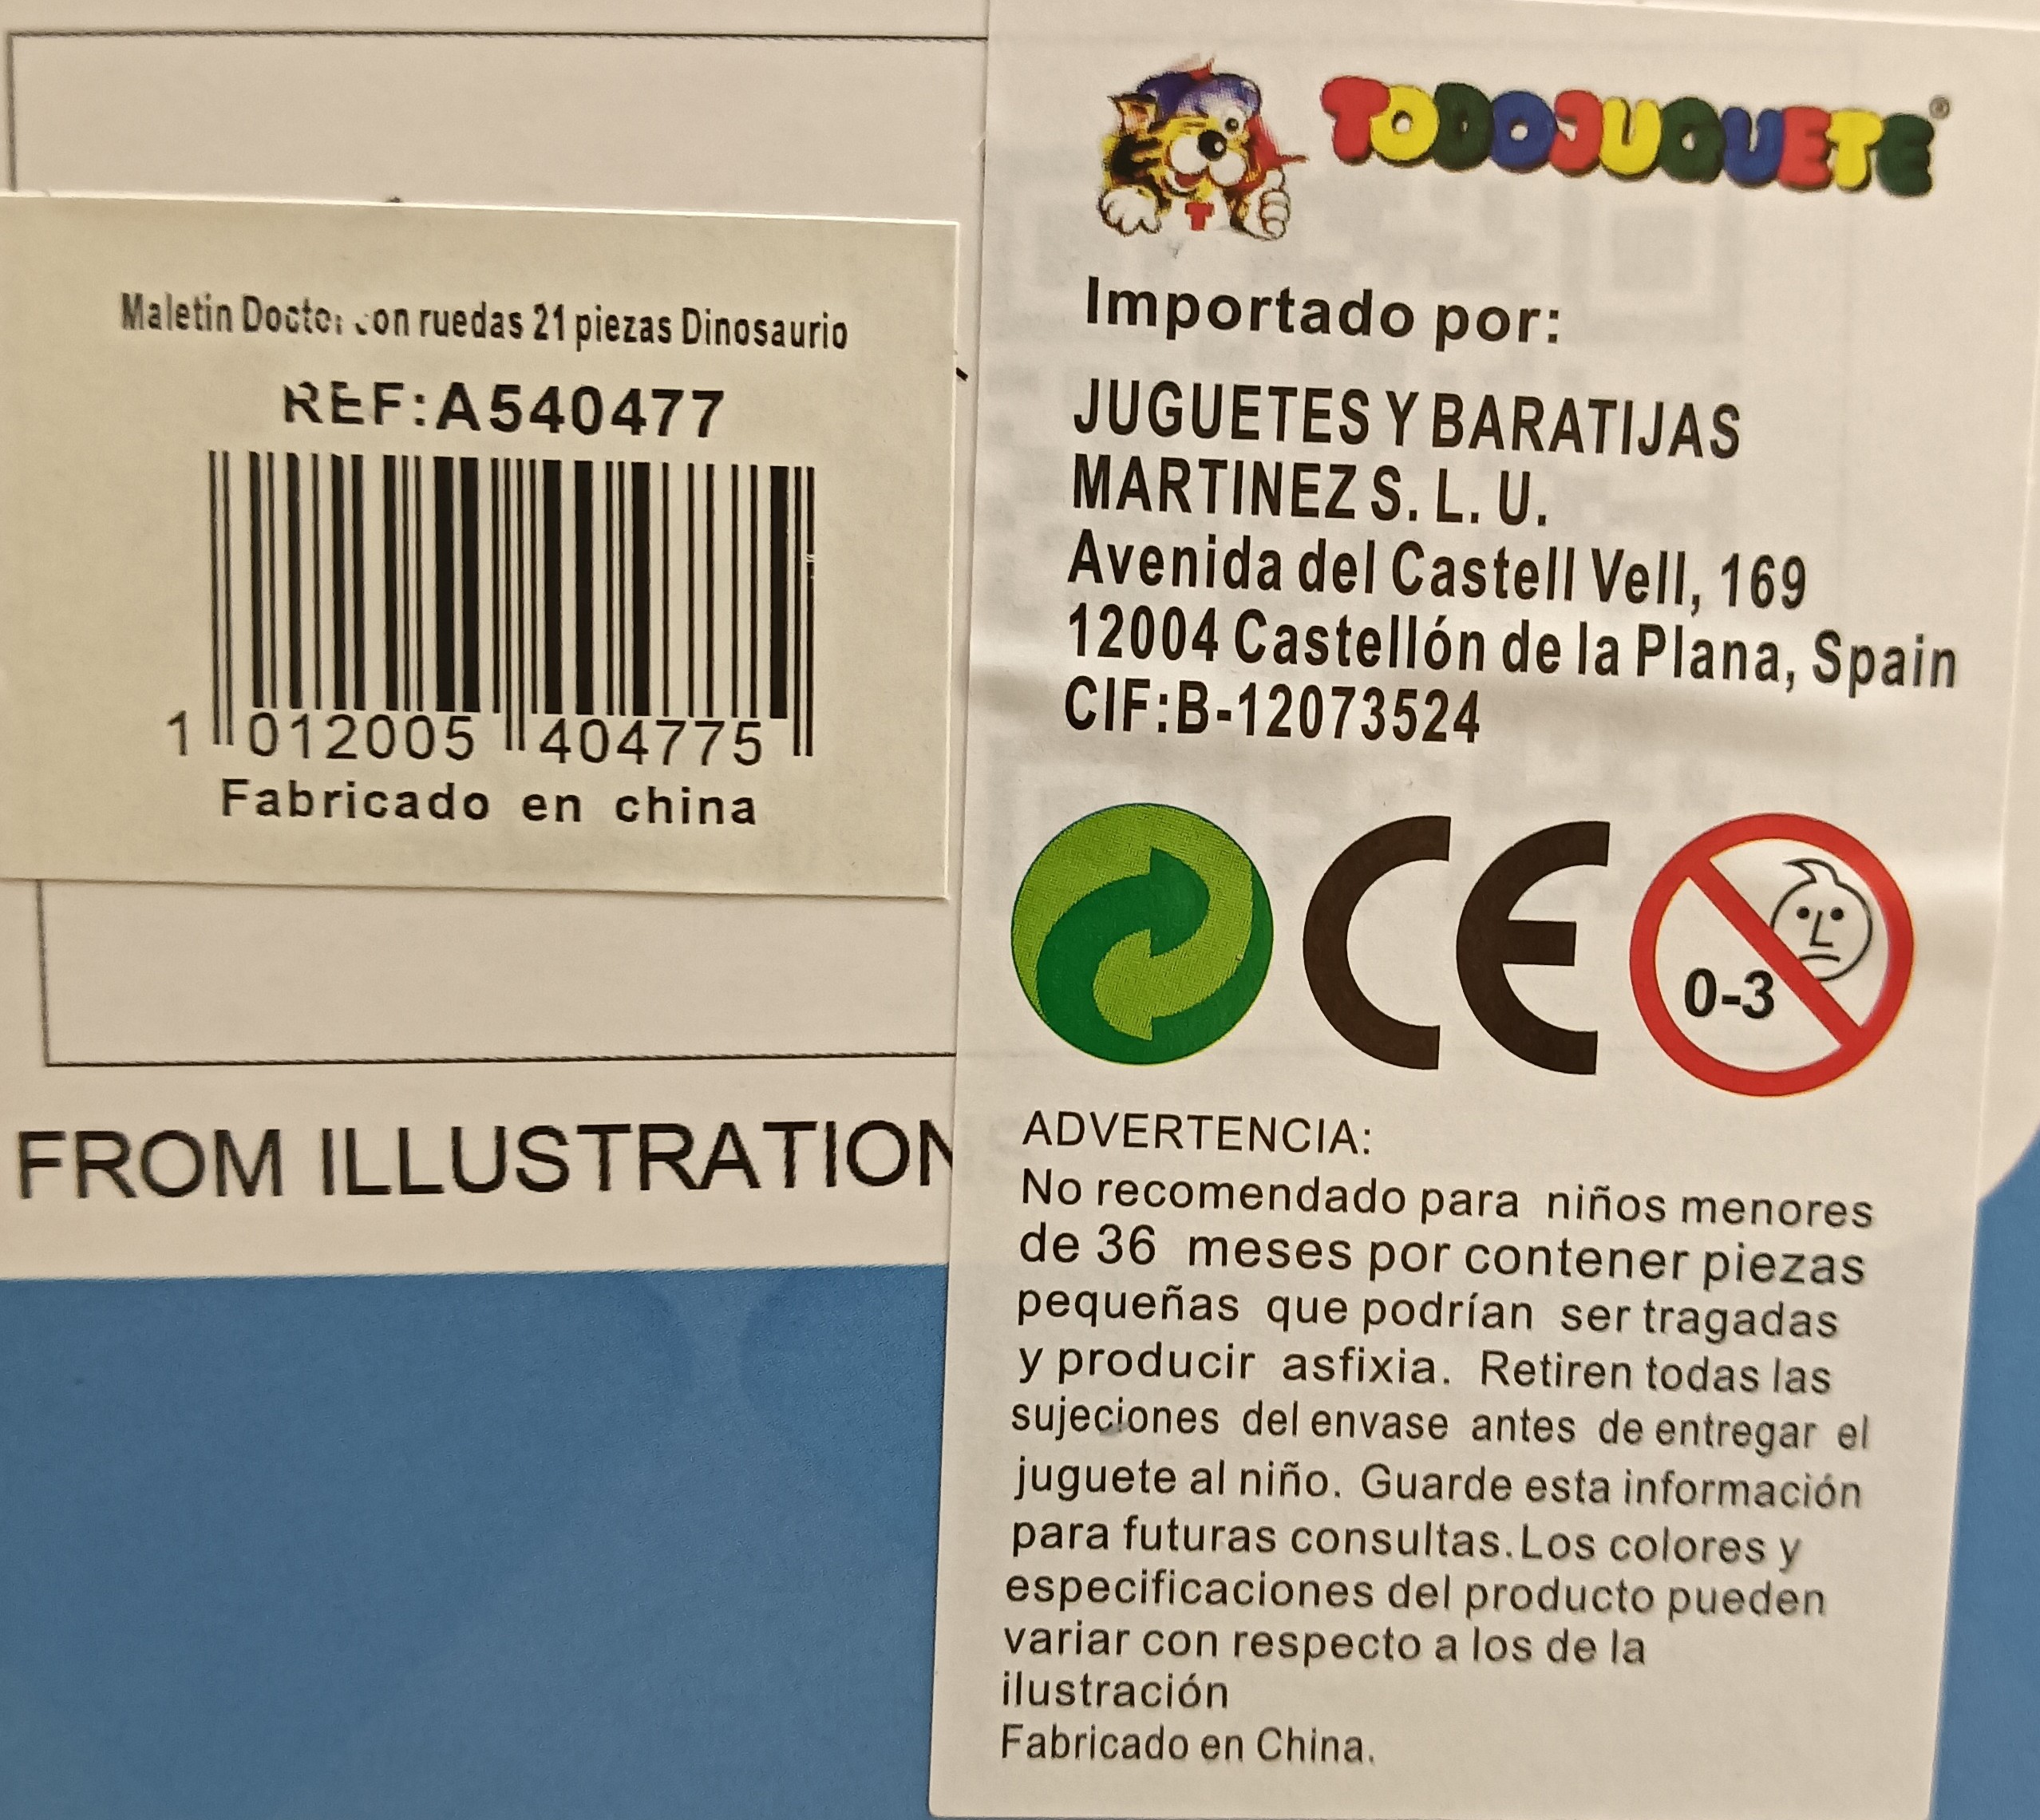 Maletin Doctor con ruedas 21 piezas Dinosaurio
REF:A540477
1 012005 404775
Fabricado en china
FROM ILLUSTRATION
TODOJUGUETE®
T
Importado por:
JUGUETES Y BARATIJAS
MARTINEZ S. L. U.
Avenida del Castell Vell, 169
12004 Castellón de la Plana, Spain
CIF:B-12073524
CE
0-3
ADVERTENCIA:
No recomendado para niños menores
de 36 meses por contener piezas
pequeñas que podrían ser tragadas
y producir asfixia. Retiren todas las
sujeciones del envase antes de entregar el
juguete al niño. Guarde esta información
para futuras consultas. Los colores y
especificaciones del producto pueden
variar con respecto a los de la
ilustración
Fabricado en China.